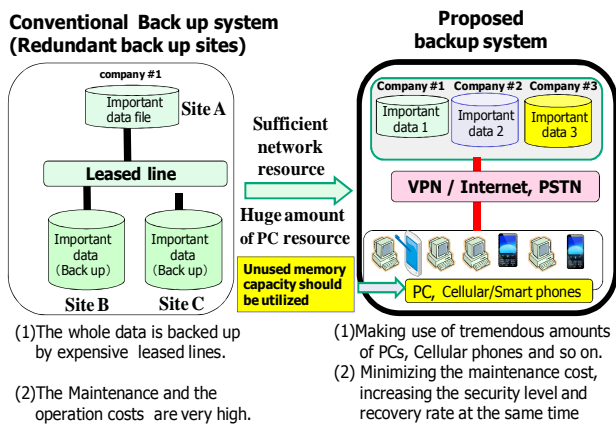 Conventional Back up system
(Redundant back up sites)
company #1
Important
data file
Site A
Leased line
Important
data
(Back up)
Important
data
(Back up)
Site B
Site C
(1)The whole data is backed up
by expensive leased lines.
(2)The Maintenance and the
operation costs are very high.
Sufficient
network
resource
Huge amount
of PC resource
Unused memory
capacity should
be utilized
Proposed
backup system
Company #1
Company #2
Company #3
Important
data 1
Important
data 2
Important
data 3
VPN / Internet, PSTN
PC, Cellular/Smart phones
(1)Making use of tremendous amounts
of PCs, Cellular phones and so on.
(2) Minimizing the maintenance cost,
increasing the security level and
recovery rate at the same time